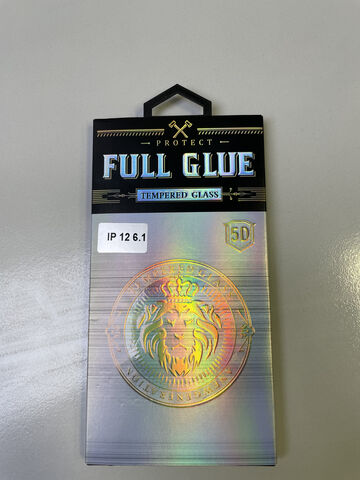 PROTECT
FULL GLUE
TEMPERED GLASS
IP 12 6.1
5D